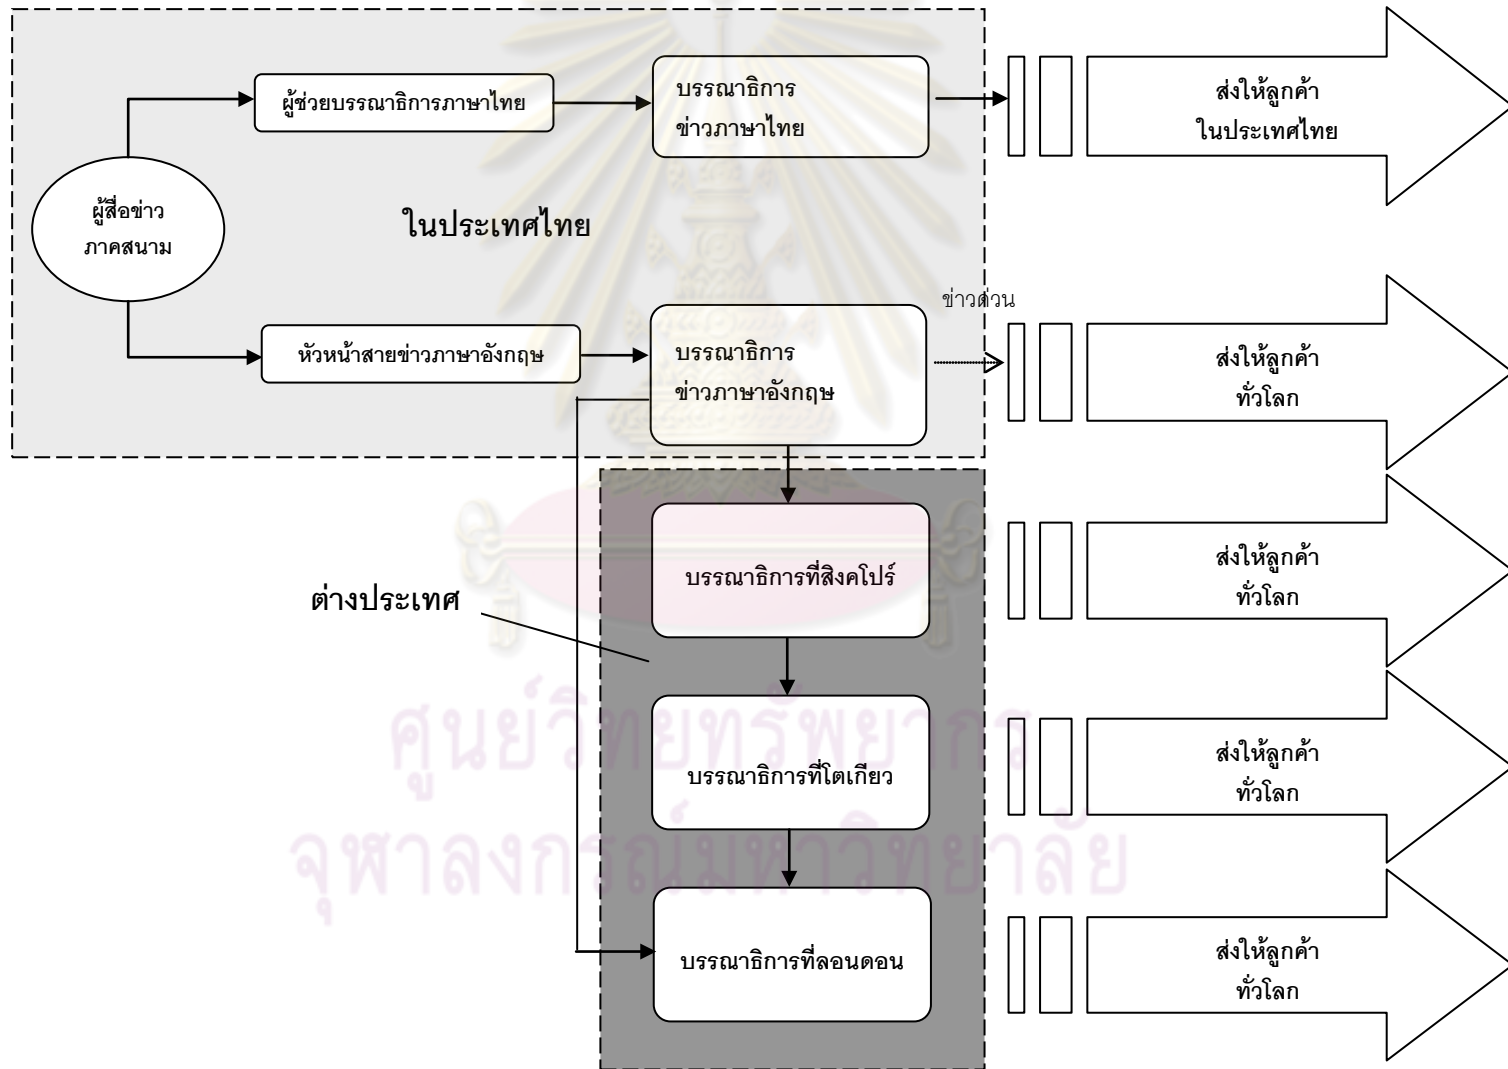 ผู้ช่วยบรรณาธิการภาษาไทย
บรรณาธิการ
ข่าวภาษาไทย
ส่งให้ลูกค้า
ในประเทศไทย
ผู้สื่อข่าว
ภาคสนาม
ในประเทศไทย
ข่าวด่วน
หัวหน้าสายข่าวภาษาอังกฤษ
บรรณาธิการ
ข่าวภาษาอังกฤษ
ส่งให้ลูกค้า
ทั่วโลก
บรรณาธิการที่สิงคโปร์
ส่งให้ลูกค้า
ทั่วโลก
ต่างประเทศ
ศูนย์วิทยทรัพยากร
บรรณาธิการที่โตเกียว
ส่งให้ลูกค้า
ทั่วโลก
จุฬาลงกรณ์มหาวิทยาลัย
บรรณาธิการที่ลอนดอน
ส่งให้ลูกค้า
ทั่วโลก